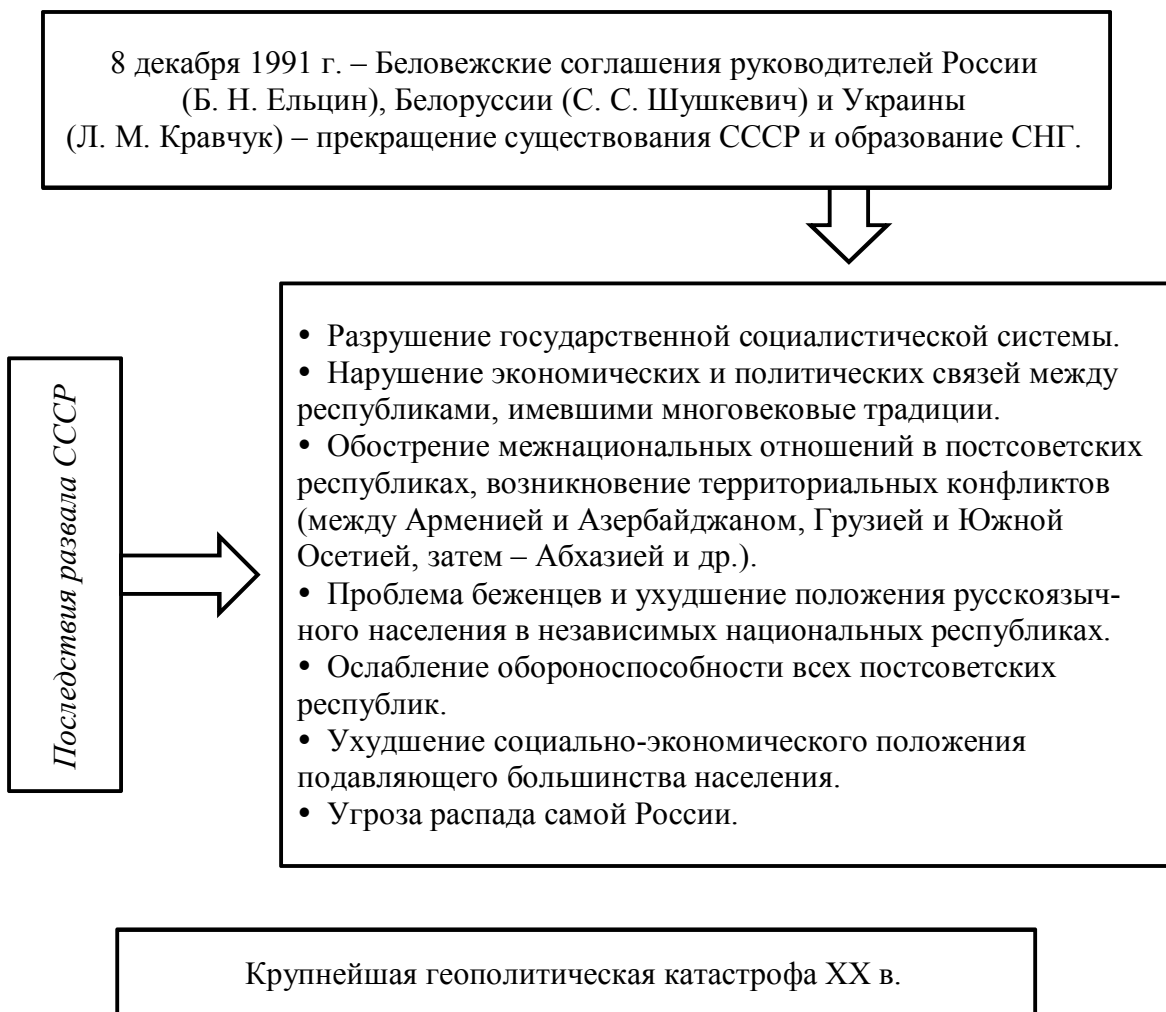 8 декабря 1991 г. – Беловежские соглашения руководителей России
(Б. Н. Ельцин), Белоруссии (С. С. Шушкевич) и Украины
(Л. М. Кравчук) – прекращение существования СССР и образование СНГ.
Последствия развала СССР
• Разрушение государственной социалистической системы.
• Нарушение экономических и политических связей между
республиками, имевшими многовековые традиции.
• Обострение межнациональных отношений в постсоветских
республиках, возникновение территориальных конфликтов
(между Арменией и Азербайджаном, Грузией и Южной
Осетией, затем – Абхазией и др.).
• Проблема беженцев и ухудшение положения русскоязыч-
ного населения в независимых национальных республиках.
• Ослабление обороноспособности всех постсоветских
республик.
• Ухудшение социально-экономического положения
подавляющего большинства населения.
• Угроза распада самой России.
Крупнейшая геополитическая катастрофа XX в.